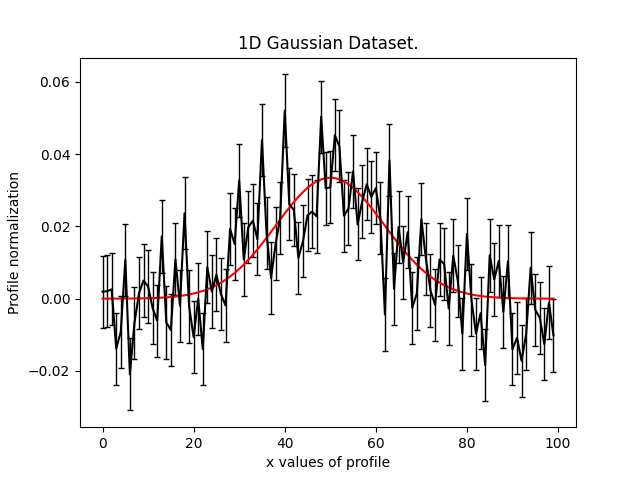 1D Gaussian Dataset.
Profile normalization
0.06
0.04
0.02
0.00
−0.02
0 20 40 60 80 100
x values of profile